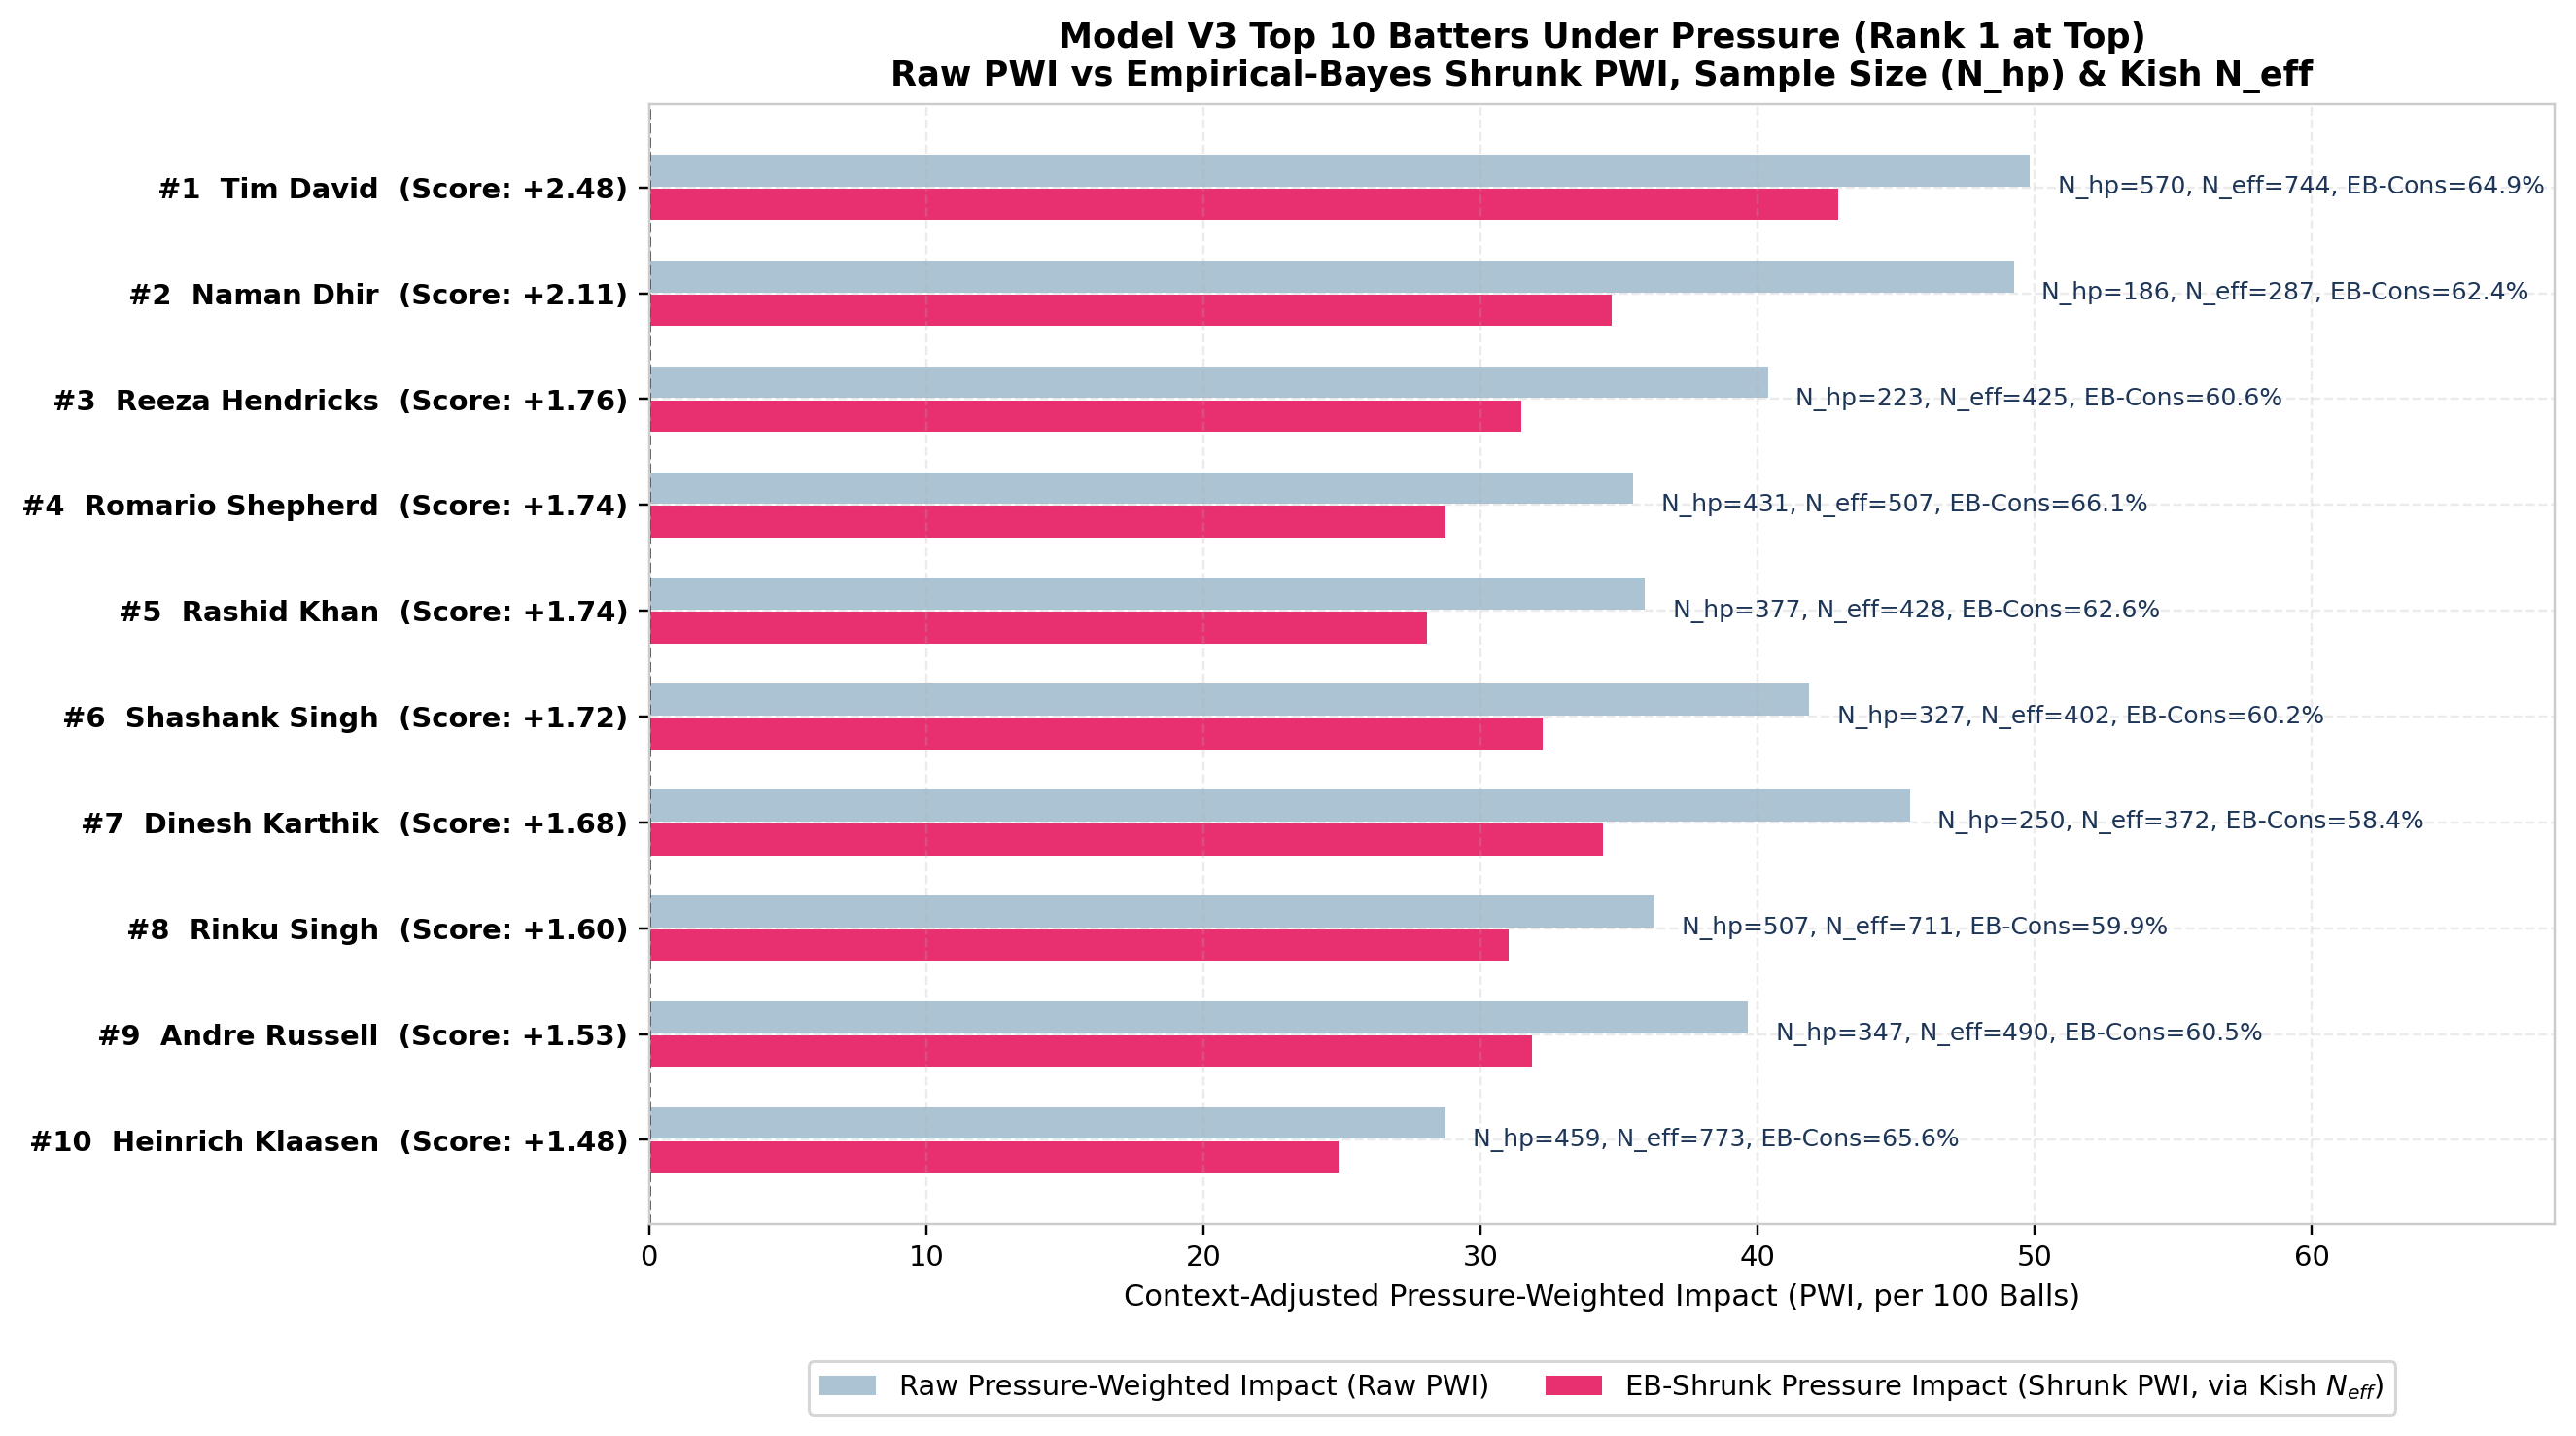 Model V3 Top 10 Batters Under Pressure (Rank 1 at Top)
Raw PWI vs Empirical-Bayes Shrunk PWI, Sample Size (N_hp) & Kish N_eff
#1 Tim David (Score: +2.48)
N_hp=570, N_eff=744, EB-Cons=64.9%
#2 Naman Dhir (Score: +2.11)
N_hp=186, N_eff=287, EB-Cons=62.4%
#3 Reeza Hendricks (Score: +1.76)
N_hp=223, N_eff=425, EB-Cons=60.6%
#4 Romario Shepherd (Score: +1.74)
N_hp=431, N_eff=507, EB-Cons=66.1%
#5 Rashid Khan (Score: +1.74)
N_hp=377, N_eff=428, EB-Cons=62.6%
#6 Shashank Singh (Score: +1.72)
N_hp=327, N_eff=402, EB-Cons=60.2%
#7 Dinesh Karthik (Score: +1.68)
N_hp=250, N_eff=372, EB-Cons=58.4%
#8 Rinku Singh (Score: +1.60)
N_hp=507, N_eff=711, EB-Cons=59.9%
#9 Andre Russell (Score: +1.53)
N_hp=347, N_eff=490, EB-Cons=60.5%
#10 Heinrich Klaasen (Score: +1.48)
N_hp=459, N_eff=773, EB-Cons=65.6%
0 10 20 30 40 50 60
Context-Adjusted Pressure-Weighted Impact (PWI, per 100 Balls)
Raw Pressure-Weighted Impact (Raw PWI)
EB-Shrunk Pressure Impact (Shrunk PWI, via Kish N_eff)